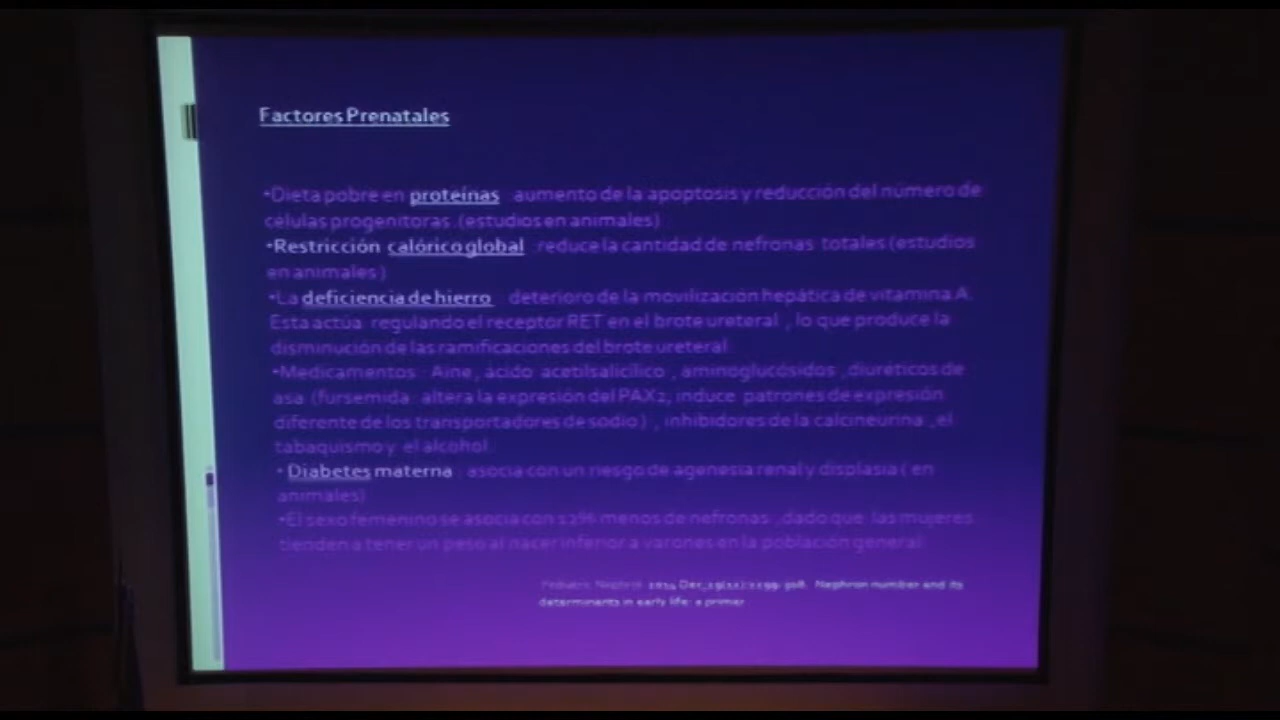 Factores Prenatales
•Dieta pobre en proteínas : aumento de la apoptosis y reducción del número de
células progenitoras .(estudios en animales)
•Restricción calórico global : reduce la cantidad de nefronas totales (estudios
en animales )
•La deficiencia de hierro : deterioro de la movilización hepática de vitamina A.
Esta actúa regulando el receptor RET en el brote ureteral , lo que produce la
disminución de las ramificaciones del brote ureteral.
•Medicamentos : Aine , ácido acetilsalicílico , aminoglucósidos ,diuréticos de
asa (fursemida : altera la expresión del PAX2, induce patrones de expresión
diferente de los transportadores de sodio ) , inhibidores de la calcineurina , el
tabaquismo y el alcohol.
• Diabetes materna : asocia con un riesgo de agenesia renal y displasia ( en
animales)
•El sexo femenino se asocia con 12% menos de nefronas , dado que las mujeres
tienden a tener un peso al nacer inferior a varones en la población general.
Pediatric Nephrol. 2014 Dec, Nephron number and its
determinants in early life: a primer